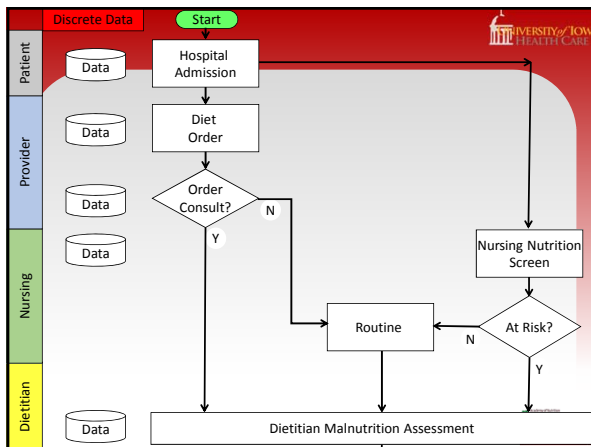 Discrete Data
Start
UNIVERSITY of IOW
HEALTH CARE
Patient
Data
Hospital
Admission
Provider
Data
Diet
Order
Data
Order
Consult?
N
Y
Nursing
Data
Nursing Nutrition
Screen
Routine
N
At Risk?
Y
Dietitian
Data
Dietitian Malnutrition Assessment